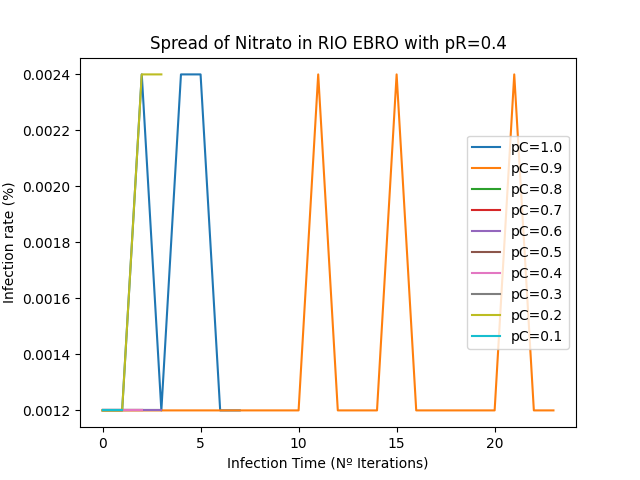 Spread of Nitrato in RIO EBRO with pR=0.4
Infection rate (%)
0.0024
0.0022
0.0020
0.0018
0.0016
0.0014
0.0012
pC=1.0
pC=0.9
pC=0.8
pC=0.7
pC=0.6
pC=0.5
pC=0.4
pC=0.3
pC=0.2
pC=0.1
0 5 10 15 20
Infection Time (Nº Iterations)